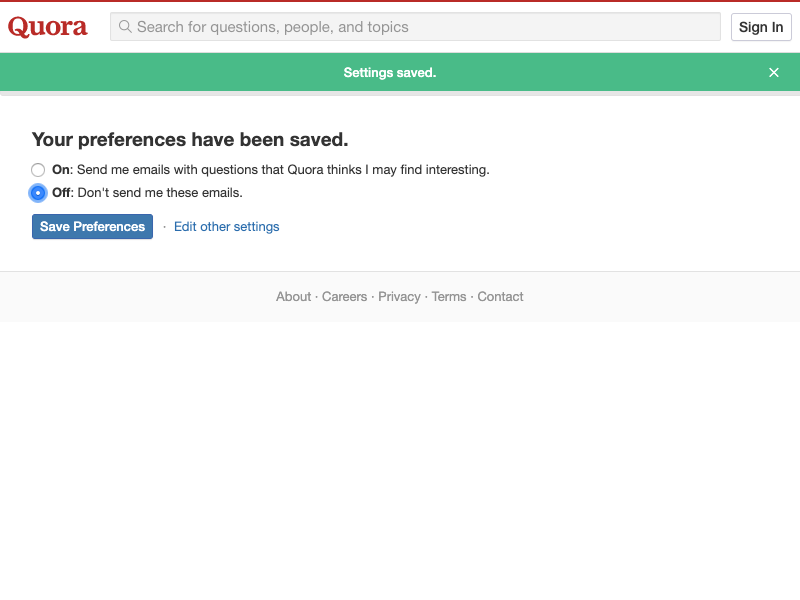 Quora
Search for questions, people, and topics
Sign In
Settings saved.
Your preferences have been saved.
On: Send me emails with questions that Quora thinks I may find interesting.
Off: Don't send me these emails.
Save Preferences · Edit other settings
About · Careers · Privacy · Terms · Contact